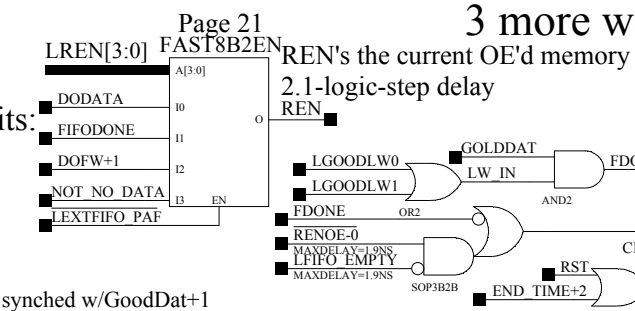 3 more w
Page 21
LREN[3:0]
FAST8B2EN
REN's the current OE'd memory
2.1-logic-step delay
A[3:0]
DODATA
I0
O
REN
its:
FIFODONE
I1
DOFW+1
I2
NOT_NO_DATA
I3
EN
LEXTFIFO_PAF
GOLDDAT
LGOODLW0
LW_IN
FDO
LGOODLW1
AND2
FDONE
OR2
RENOE-0
MAXDELAY=1.9NS
LFIFO_EMPTY
MAXDELAY=1.9NS
SOP3B2B
RST
END_TIME+2
synched w/GoodDat+1